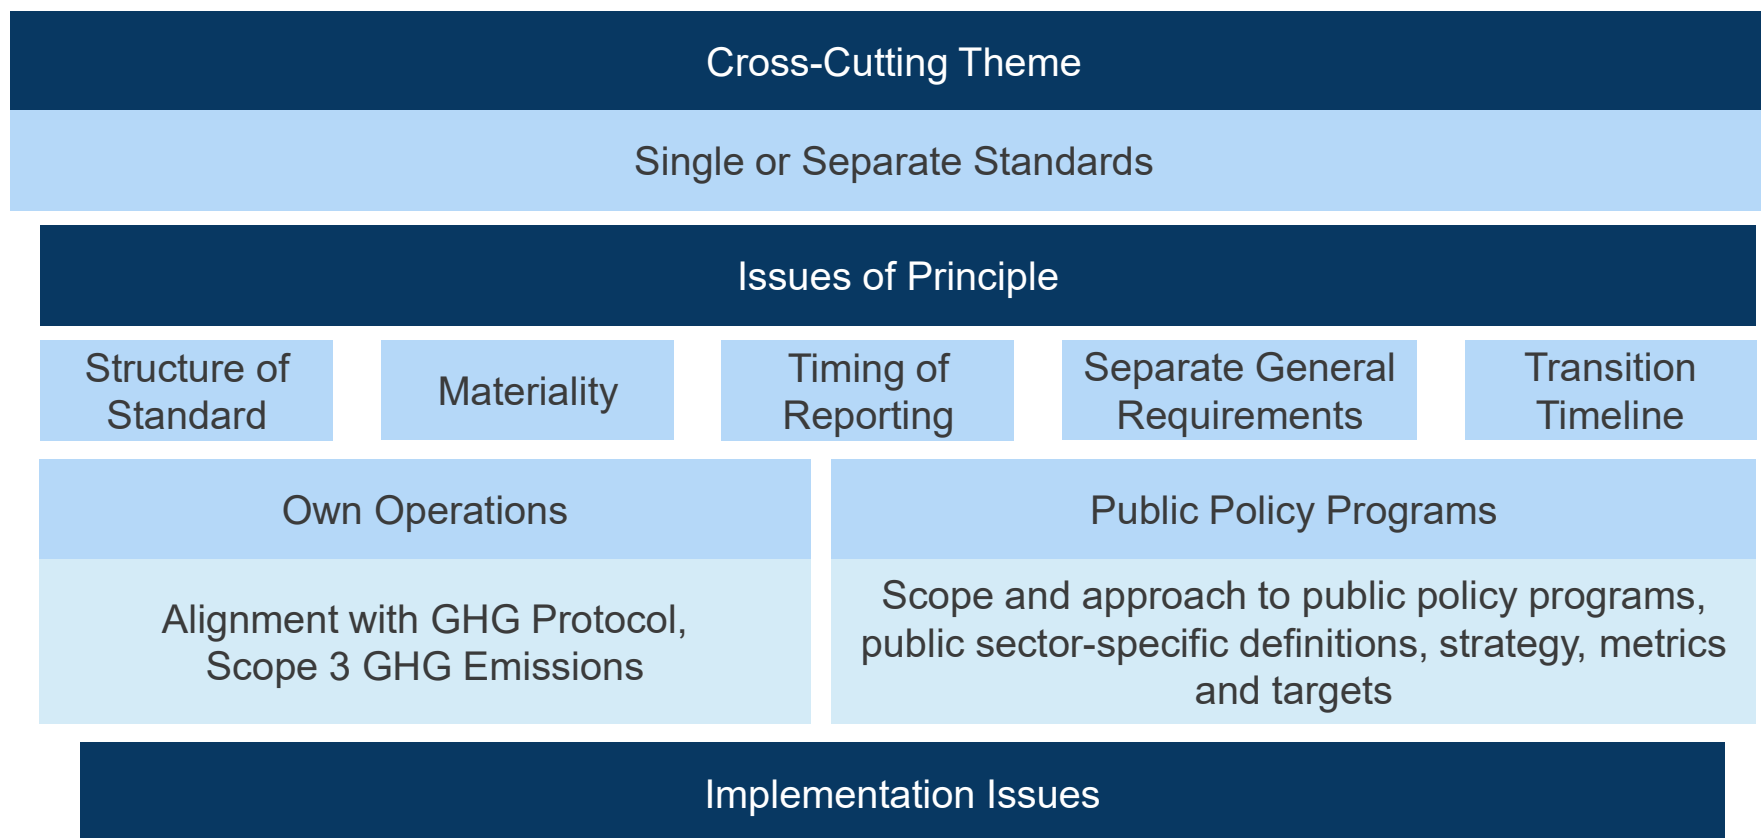 Cross-Cutting Theme
Single or Separate Standards
Issues of Principle
Structure of
Standard
Materiality
Timing of
Reporting
Separate General
Requirements
Transition
Timeline
Own Operations
Alignment with GHG Protocol,
Scope 3 GHG Emissions
Public Policy Programs
Scope and approach to public policy programs,
public sector-specific definitions, strategy, metrics
and targets
Implementation Issues